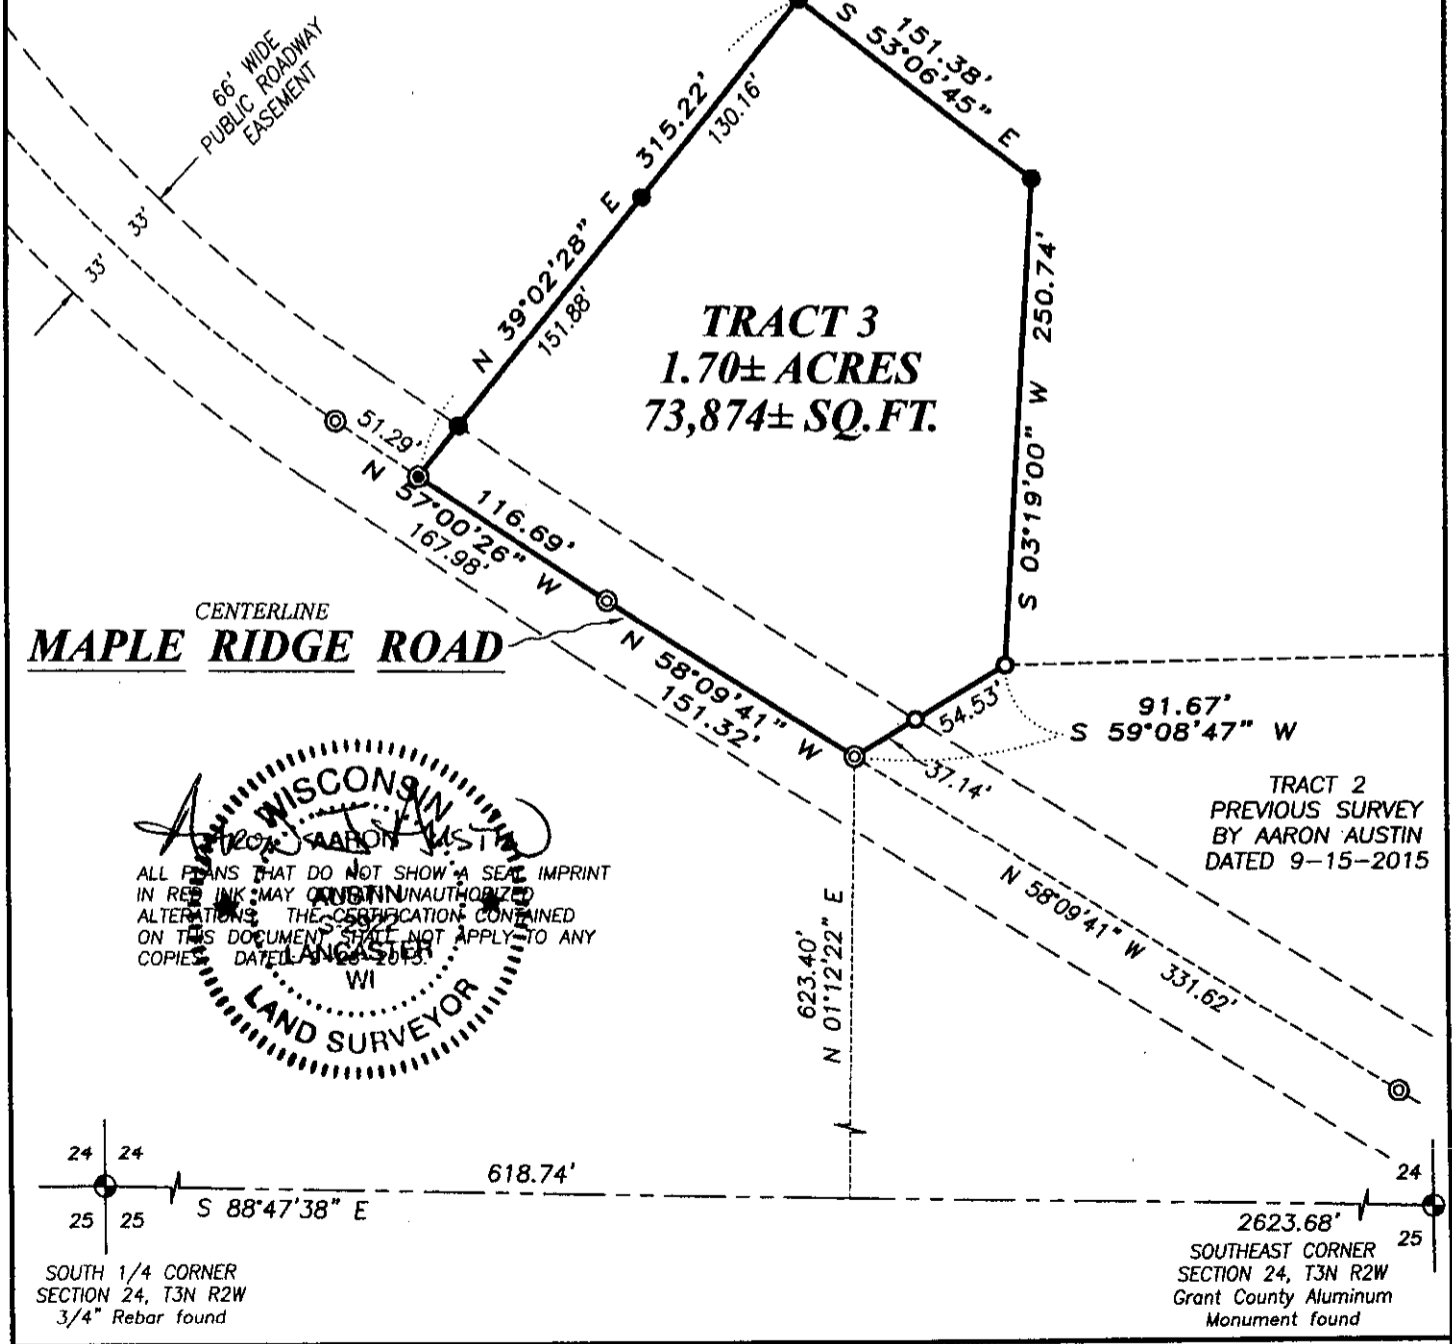 66' WIDE
PUBLIC ROADWAY
EASEMENT
33'
33'
S 53°06'45" E
151.38'
315.22'
130.16'
N 39°02'28" E
151.88'
250.74'
S 03°19'00" W
TRACT 3
1.70± ACRES
73,874± SQ.FT.
51.29'
116.69'
N 57°00'26" W
167.98'
CENTERLINE
MAPLE RIDGE ROAD
N 58°09'41" W
151.32'
54.53'
37.14'
91.67'
S 59°08'47" W
TRACT 2
PREVIOUS SURVEY
BY AARON AUSTIN
DATED 9-15-2015
N 58°09'41" W 331.62'
623.40'
N 01°12'22" E
WISCONSIN
AARON
J.
AUSTIN
S-2922
LANCASTER
WI
LAND SURVEYOR
ALL PLANS THAT DO NOT SHOW A SEAL IMPRINT
IN RED INK MAY CONTAIN UNAUTHORIZED
ALTERATIONS. THE CERTIFICATION CONTAINED
ON THIS DOCUMENT SHALL NOT APPLY TO ANY
COPIES. DATED
24 24
25 25
618.74'
S 88°47'38" E
SOUTH 1/4 CORNER
SECTION 24, T3N R2W
3/4" Rebar found
24
25
2623.68'
SOUTHEAST CORNER
SECTION 24, T3N R2W
Grant County Aluminum
Monument found